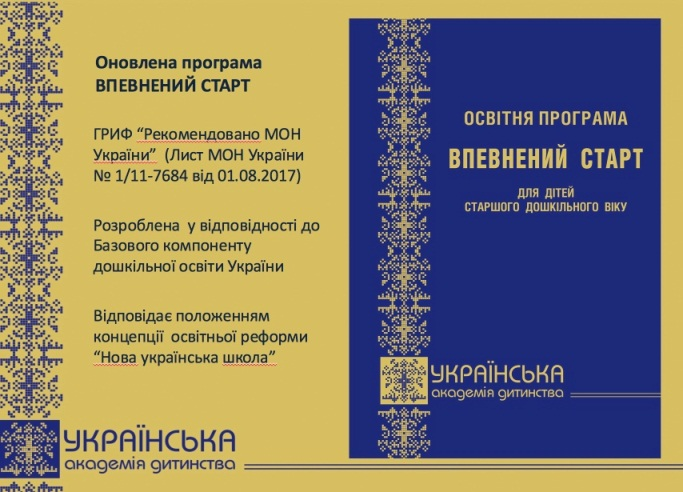 Оновлена програма
ВПЕВНЕНИЙ СТАРТ
ГРИФ “Рекомендовано МОН
України” (Лист МОН України
№ 1/11-7684 від 01.08.2017)
Розроблена у відповідності до
Базового компоненту
дошкільної освіти України
Відповідає положенням
концепції освітньої реформи
“Нова українська школа”
УКРАЇНСЬКА
академія дитинства
ОСВІТНЯ ПРОГРАМА
ВПЕВНЕНИЙ СТАРТ
ДЛЯ ДІТЕЙ
СТАРШОГО ДОШКІЛЬНОГО ВІКУ
УКРАЇНСЬКА
академія дитинства